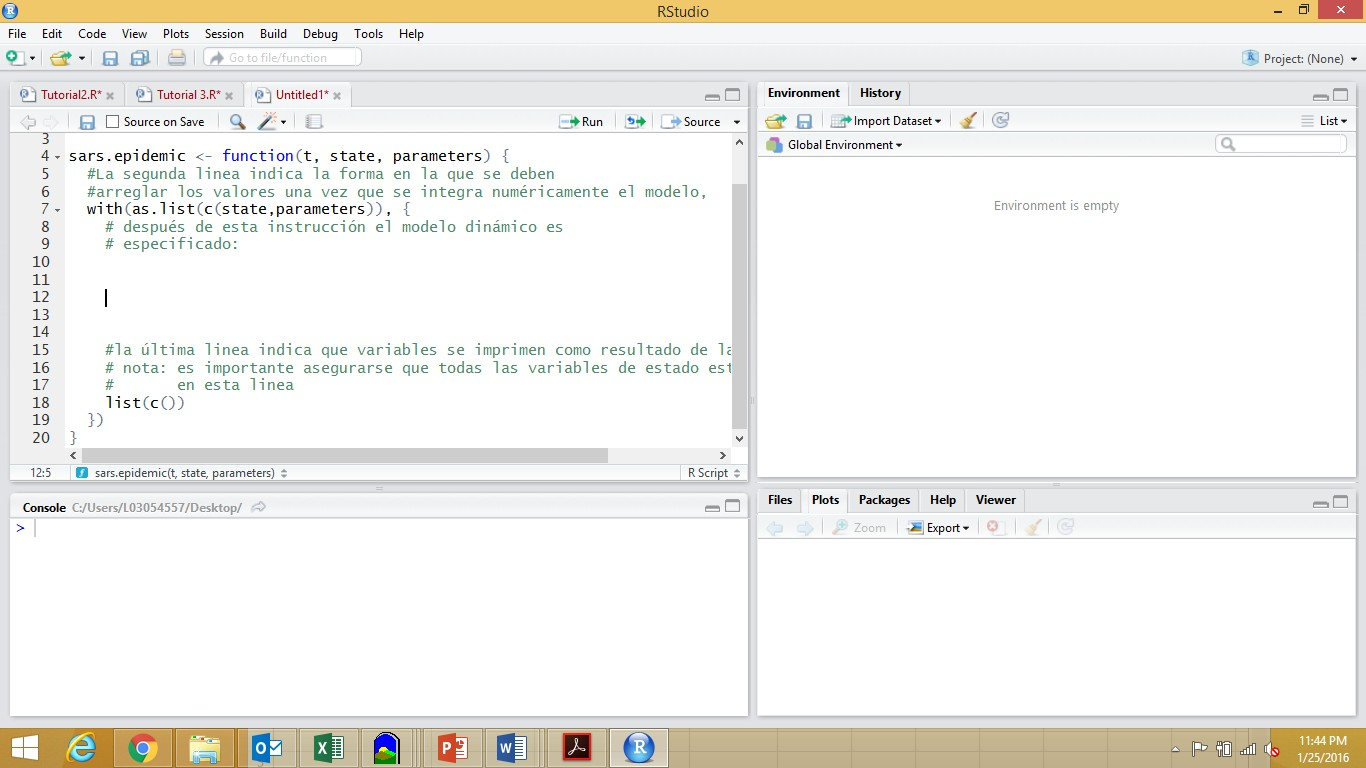 RStudio
File Edit Code View Plots Session Build Debug Tools Help
Go to file/function
Project: (None)
Tutorial2.R* Tutorial 3.R* Untitled1*
Source on Save Run Source
3
4 sars.epidemic <- function(t, state, parameters) {
5 #La segunda linea indica la forma en la que se deben
6 #arreglar los valores una vez que se integra numéricamente el modelo,
7 with(as.list(c(state,parameters)), {
8 # después de esta instrucción el modelo dinámico es
9 # especificado:
10
11
12
13
14
15 #la última linea indica que variables se imprimen como resultado de la
16 # nota: es importante asegurarse que todas las variables de estado est
17 # en esta linea
18 list(c())
19 })
20 }
12:5 sars.epidemic(t, state, parameters) R Script
Console C:/Users/L03054557/Desktop/
>
Environment History
Import Dataset List
Global Environment
Environment is empty
Files Plots Packages Help Viewer
Zoom Export
11:44 PM
1/25/2016